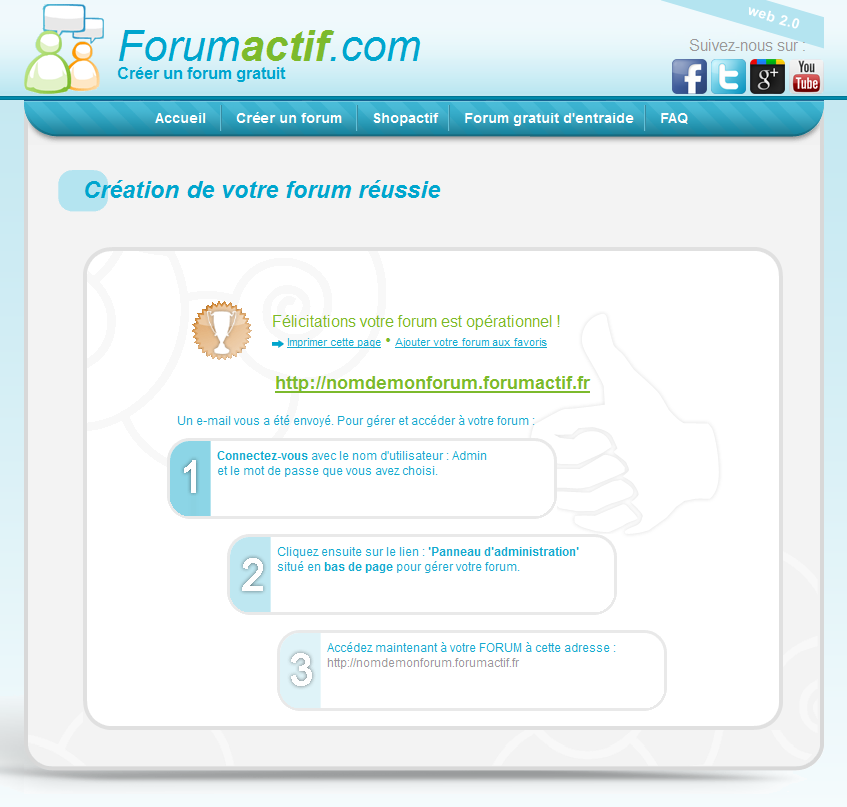 web 2.0
Forumactif.com
Créer un forum gratuit
Suivez-nous sur :
f t g+ You Tube
Accueil Créer un forum Shopactif Forum gratuit d'entraide FAQ
Création de votre forum réussie
Félicitations votre forum est opérationnel !
Imprimer cette page • Ajouter votre forum aux favoris
http://nomdemonforum.forumactif.fr
Un e-mail vous a été envoyé. Pour gérer et accéder à votre forum :
1
Connectez-vous avec le nom d'utilisateur : Admin
et le mot de passe que vous avez choisi.
2
Cliquez ensuite sur le lien : 'Panneau d'administration'
situé en bas de page pour gérer votre forum.
3
Accédez maintenant à votre FORUM à cette adresse :
http://nomdemonforum.forumactif.fr